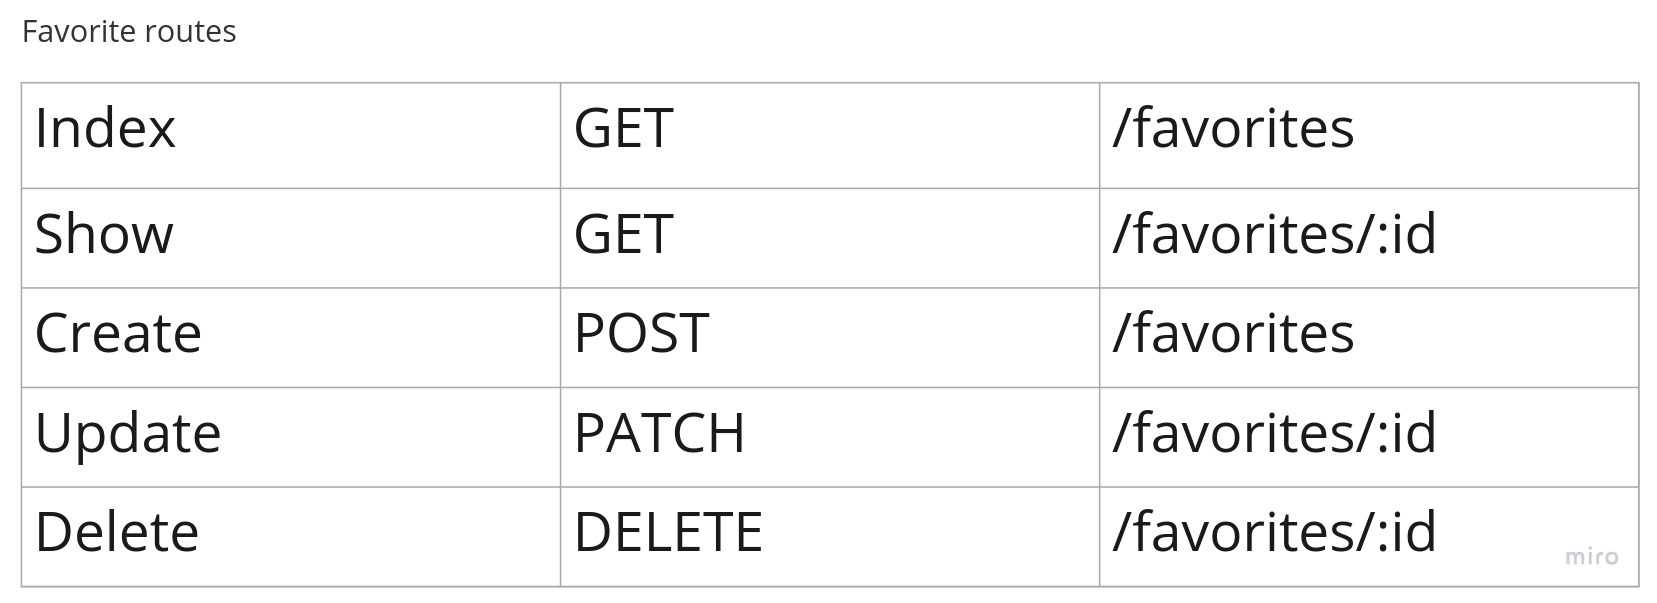 Favorite routes
Index GET /favorites
Show GET /favorites/:id
Create POST /favorites
Update PATCH /favorites/:id
Delete DELETE /favorites/:id
miro